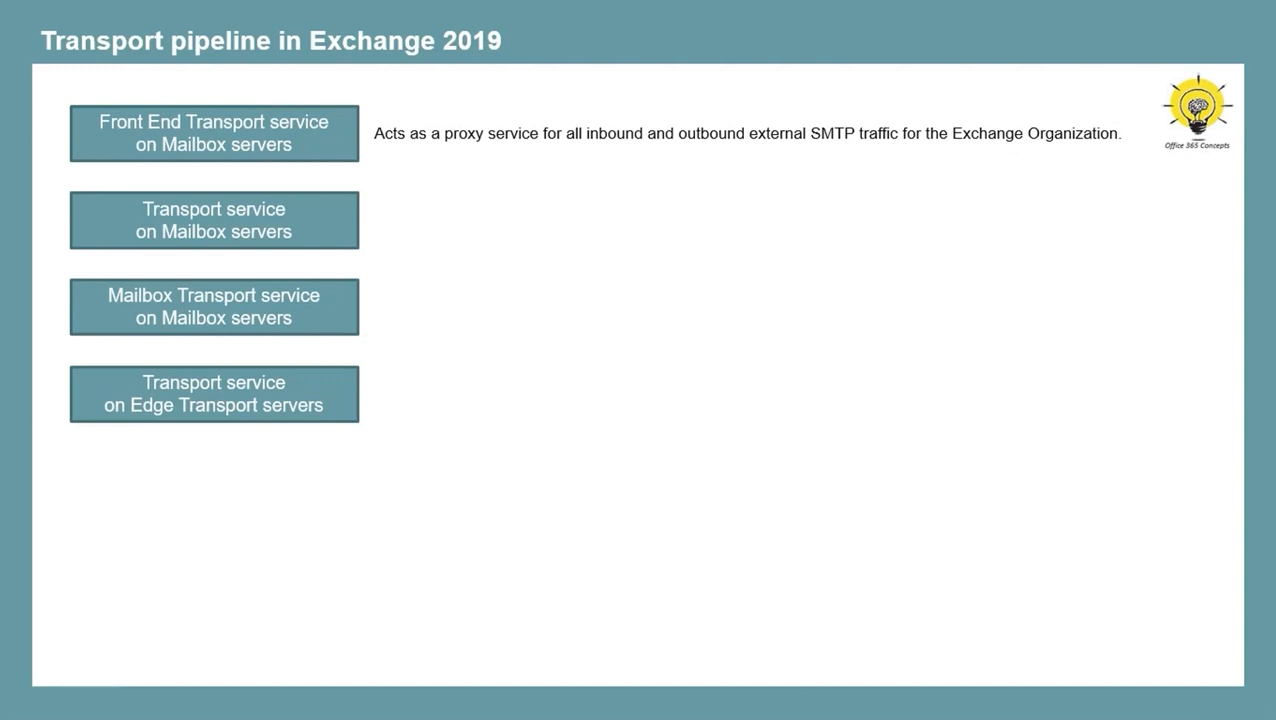 Transport pipeline in Exchange 2019
Front End Transport service
on Mailbox servers
Acts as a proxy service for all inbound and outbound external SMTP traffic for the Exchange Organization.
Office 365 Concepts
Transport service
on Mailbox servers
Mailbox Transport service
on Mailbox servers
Transport service
on Edge Transport servers